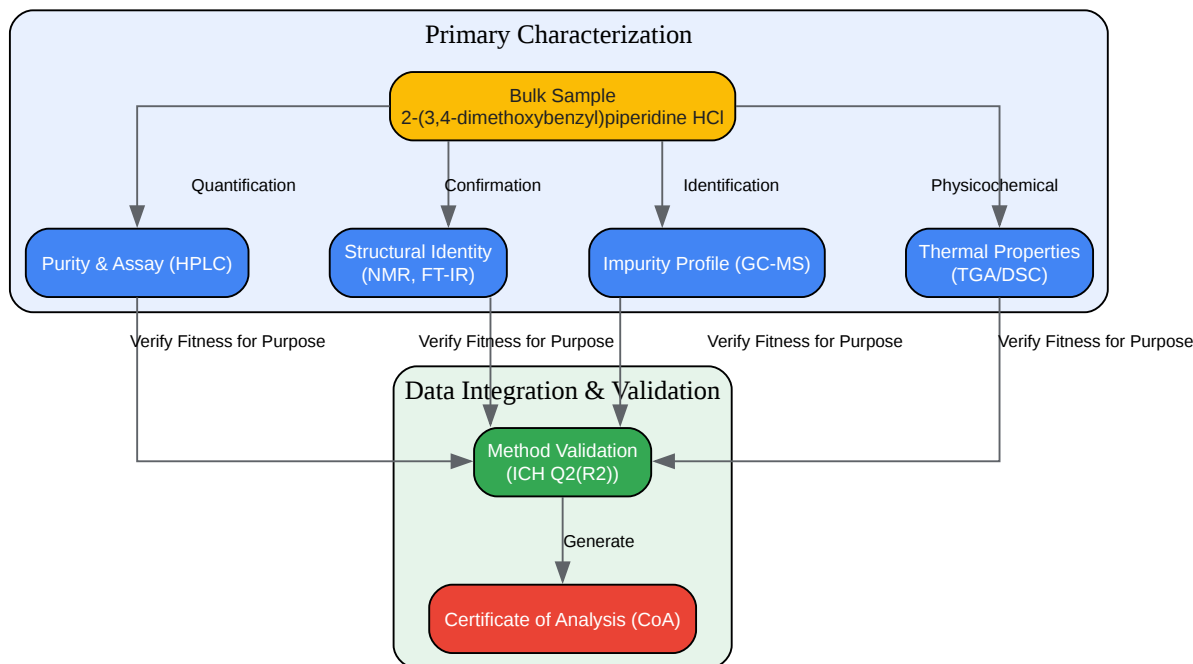 Primary Characterization
Bulk Sample
2-(3,4-dimethoxybenzyl)piperidine HCl
Quantification
Confirmation
Identification
Physicochemical
Purity & Assay (HPLC)
Structural Identity
(NMR, FT-IR)
Impurity Profile (GC-MS)
Thermal Properties
(TGA/DSC)
Verify Fitness for Purpose
Verify Fitness for Purpose
Verify Fitness for Purpose
Verify Fitness for Purpose
Data Integration & Validation
Method Validation
(ICH Q2(R2))
Generate
Certificate of Analysis (CoA)